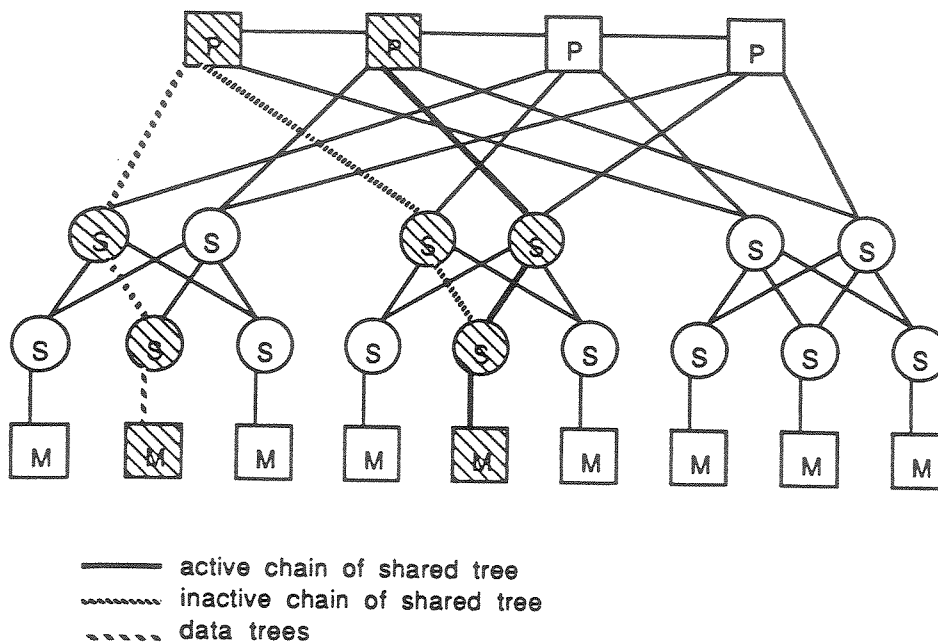 P P P P
S S S S S S
S S S S S S S S S
M M M M M M M M M
active chain of shared tree
inactive chain of shared tree
data trees